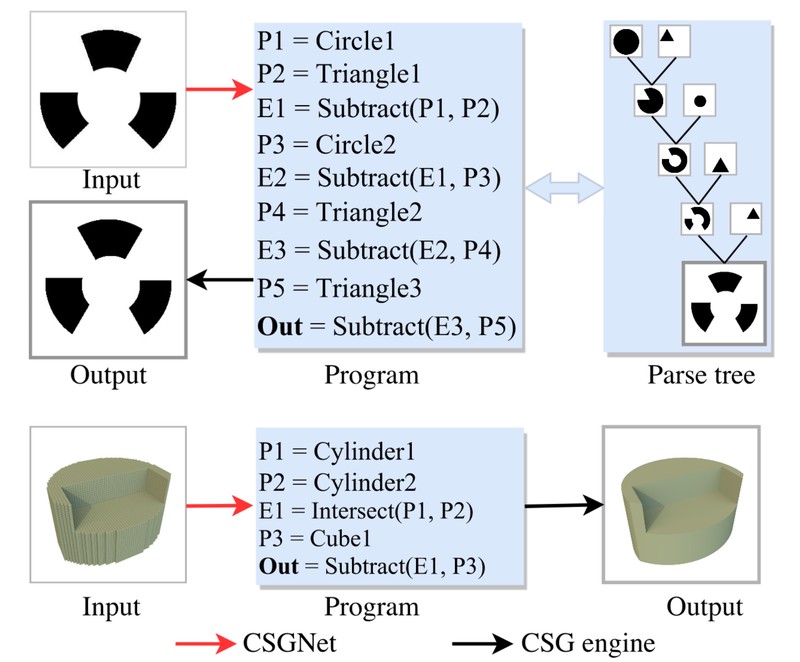 Input
P1 = Circle1
P2 = Triangle1
E1 = Subtract(P1, P2)
P3 = Circle2
E2 = Subtract(E1, P3)
P4 = Triangle2
E3 = Subtract(E2, P4)
P5 = Triangle3
Out = Subtract(E3, P5)
Output
Program
Parse tree
P1 = Cylinder1
P2 = Cylinder2
E1 = Intersect(P1, P2)
P3 = Cube1
Out = Subtract(E1, P3)
Input
Program
Output
CSGNet
CSG engine